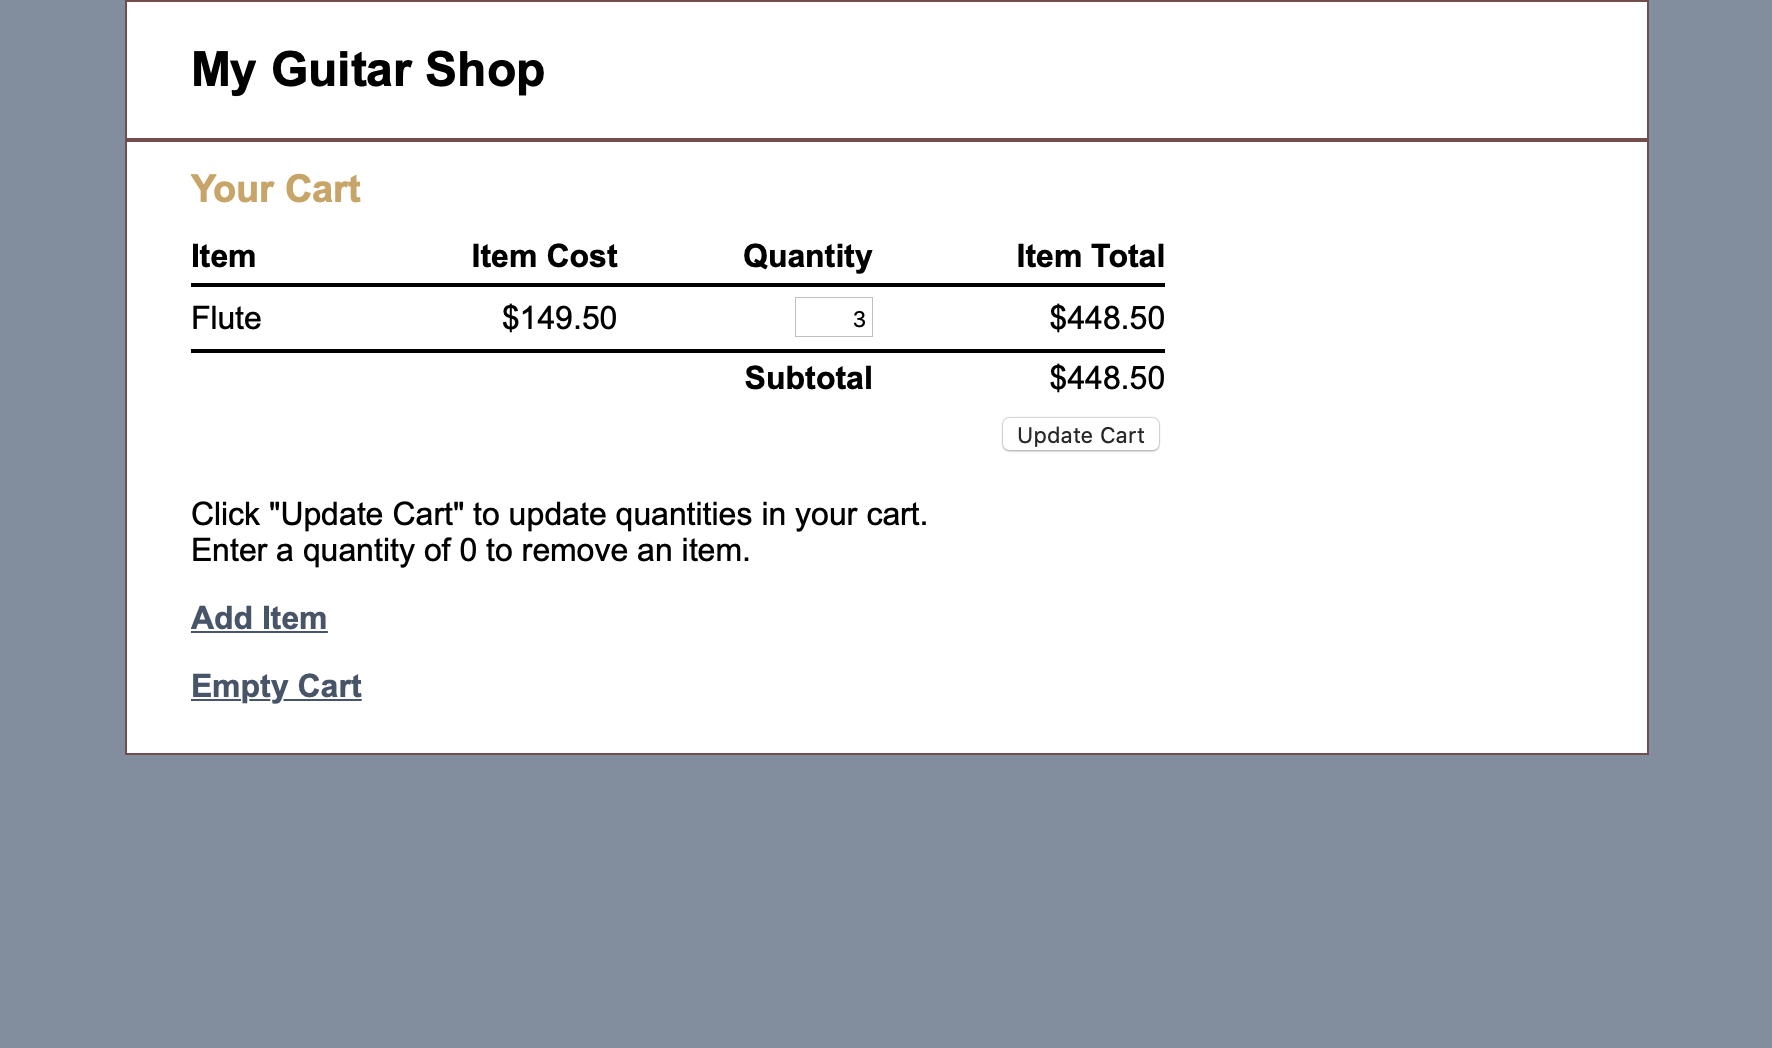 My Guitar Shop
Your Cart
Item Item Cost Quantity Item Total
Flute $149.50 3 $448.50
Subtotal $448.50
Update Cart
Click "Update Cart" to update quantities in your cart.
Enter a quantity of 0 to remove an item.
Add Item
Empty Cart